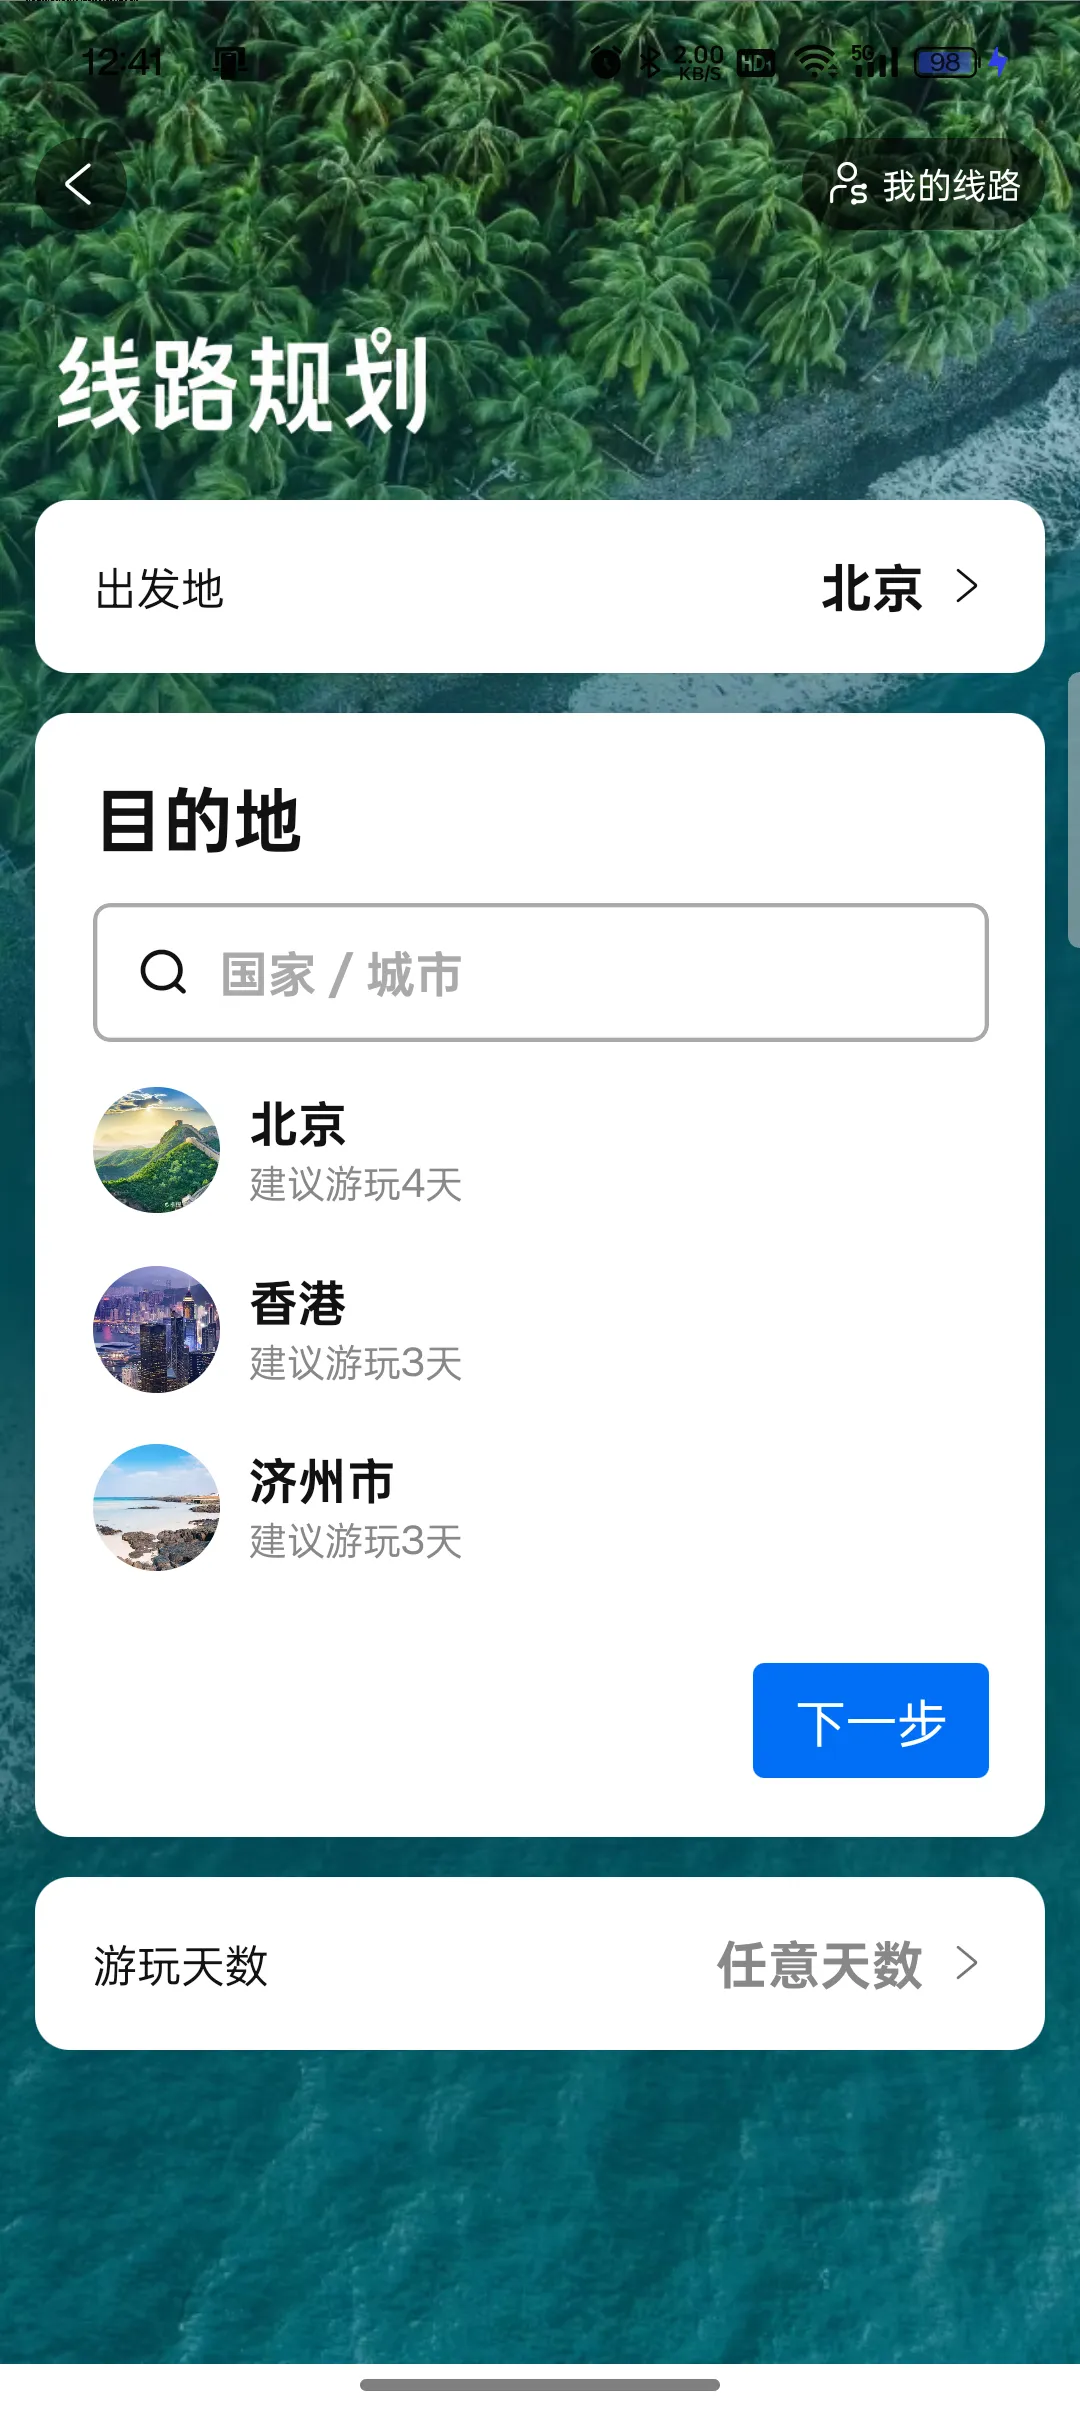 12:41
2.00 KB/S
HD1
5G
98
我的线路
线路规划
出发地
北京
目的地
国家 / 城市
北京
建议游玩4天
香港
建议游玩3天
济州市
建议游玩3天
下一步
游玩天数
任意天数